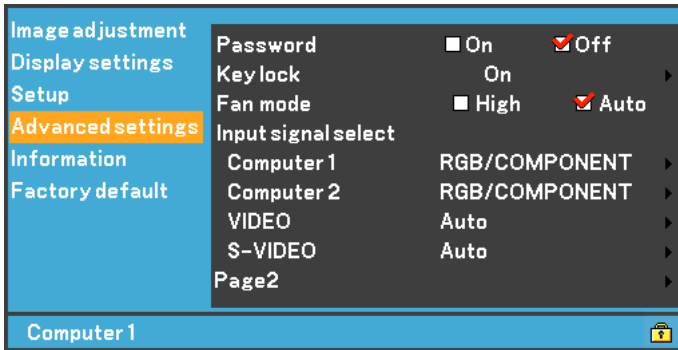 Image adjustment
Display settings
Setup
Advanced settings
Information
Factory default
Password On Off
Key lock On
Fan mode High Auto
Input signal select
Computer 1 RGB/COMPONENT
Computer 2 RGB/COMPONENT
VIDEO Auto
S-VIDEO Auto
Page2
Computer 1